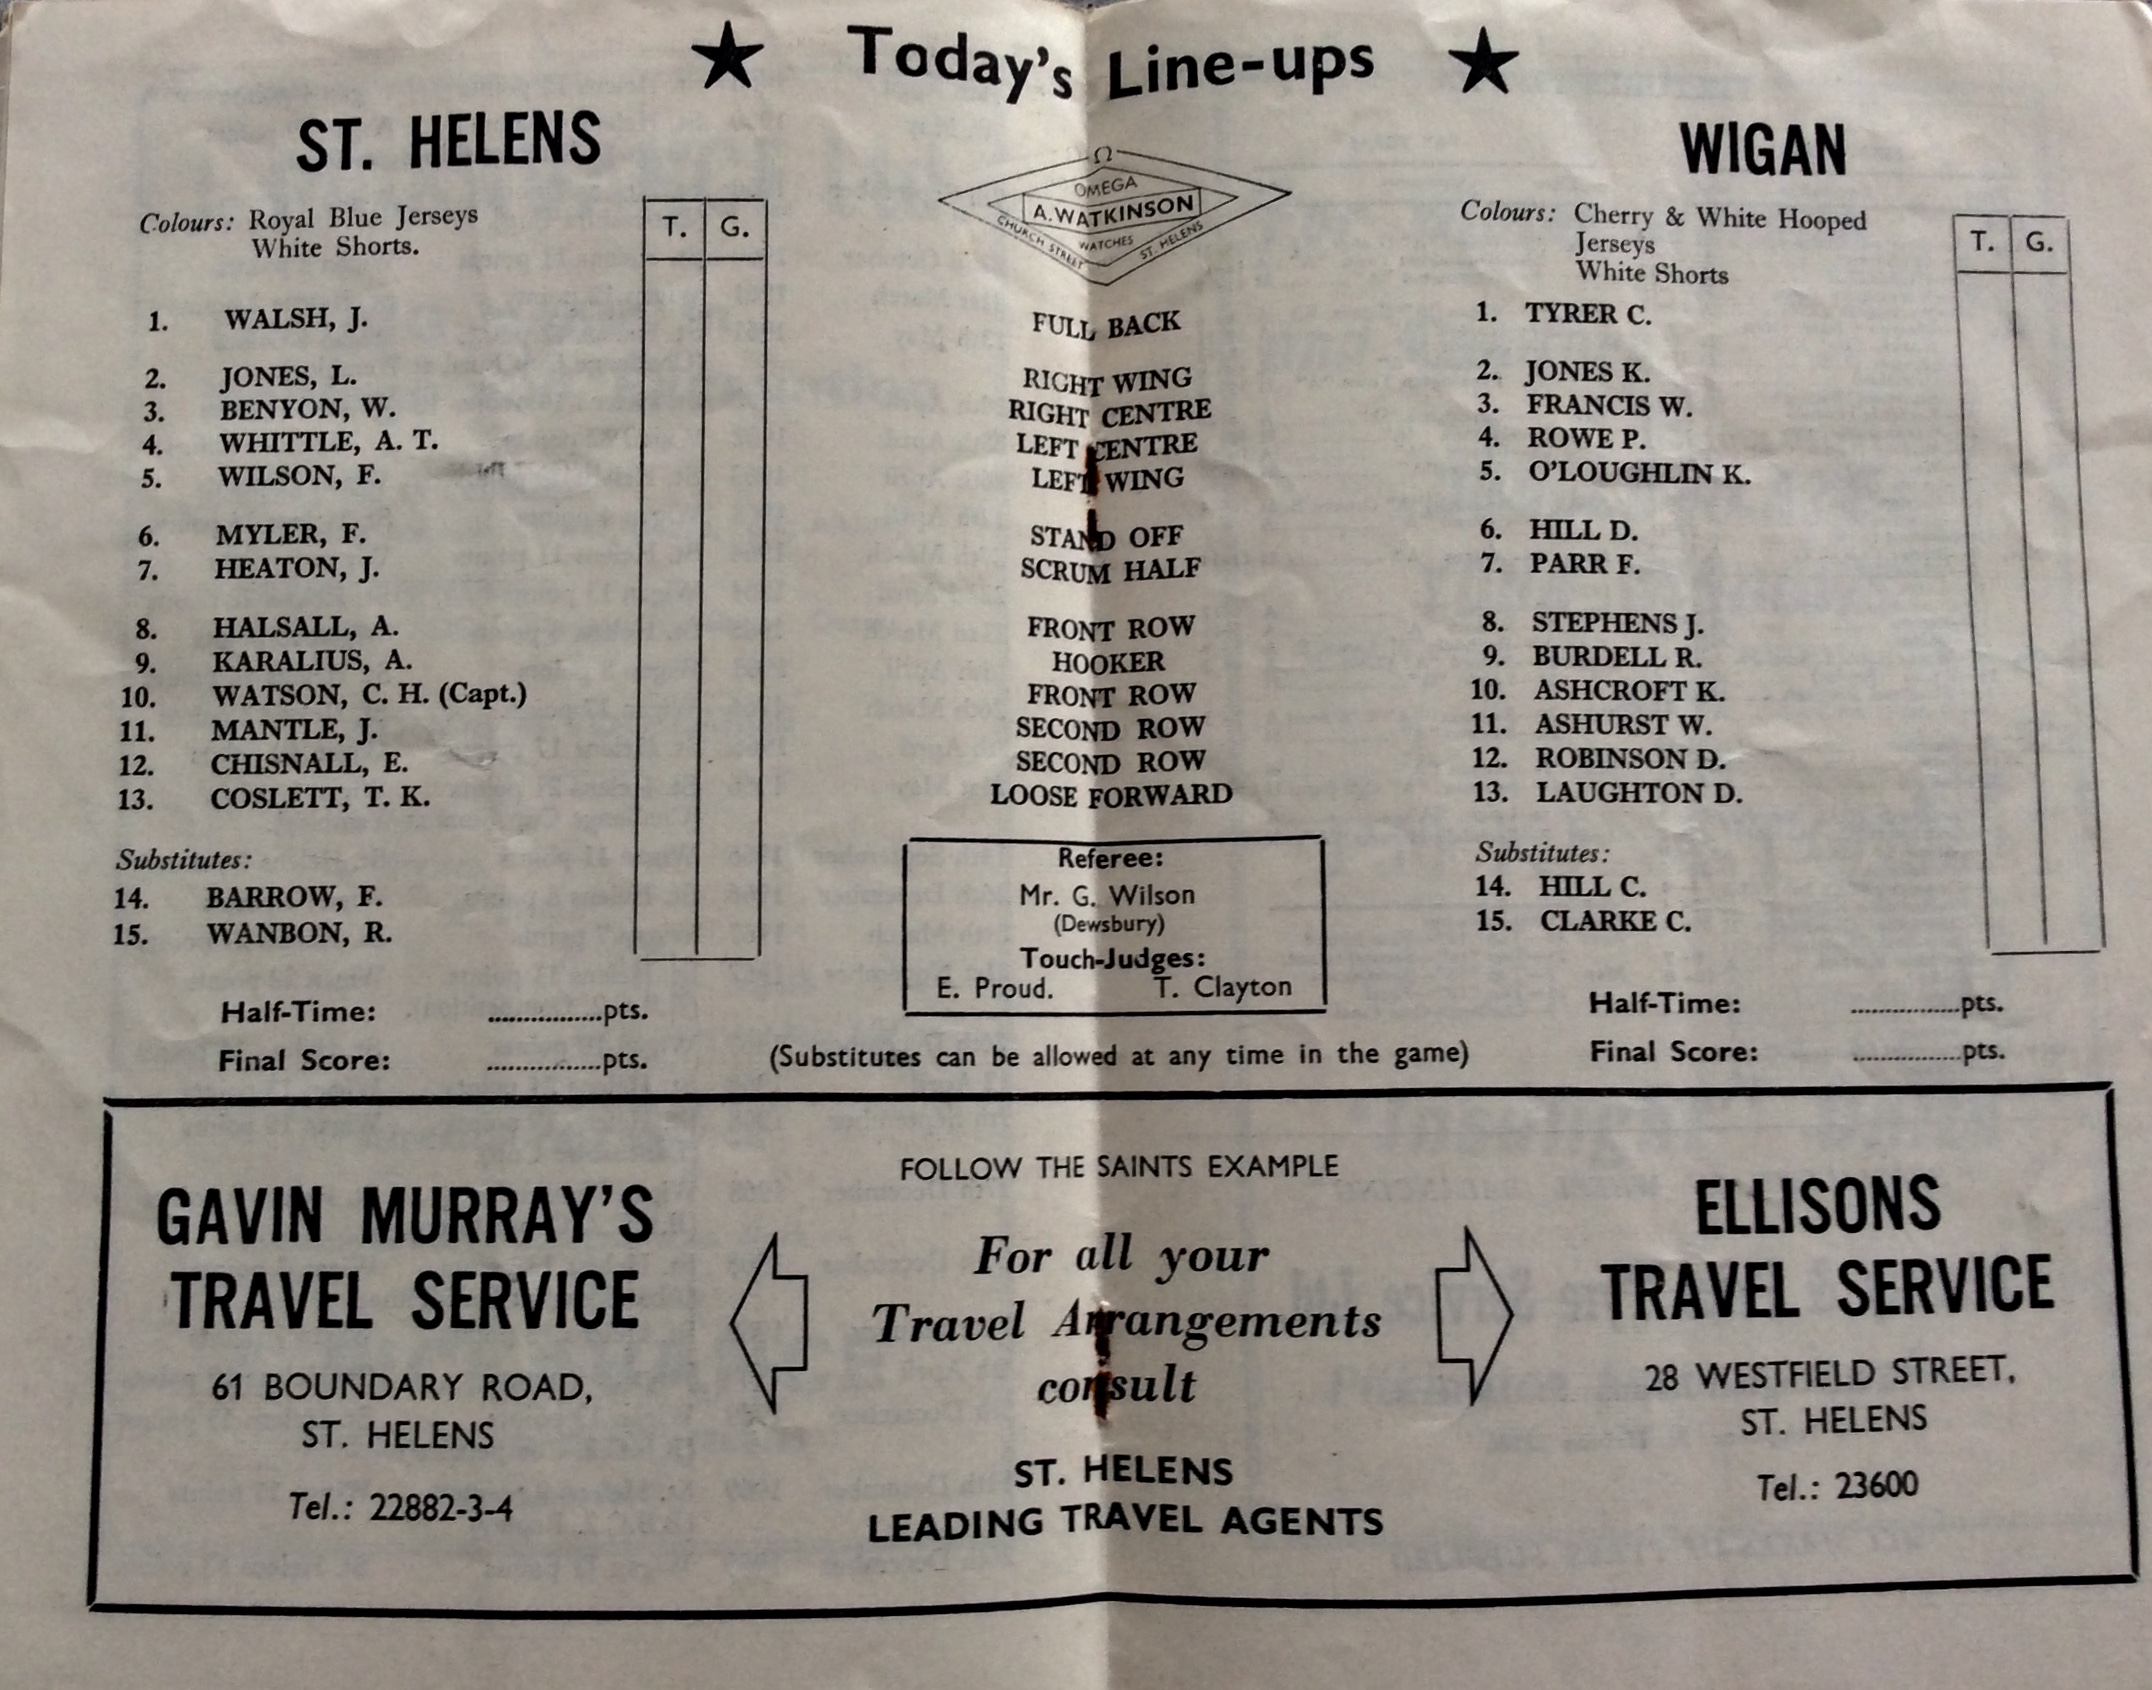 ★ Today's Line-ups ★
ST. HELENS
Colours: Royal Blue Jerseys
White Shorts.
T. G.
1. WALSH, J.
2. JONES, L.
3. BENYON, W.
4. WHITTLE, A. T.
5. WILSON, F.
6. MYLER, F.
7. HEATON, J.
8. HALSALL, A.
9. KARALIUS, A.
10. WATSON, C. H. (Capt.)
11. MANTLE, J.
12. CHISNALL, E.
13. COSLETT, T. K.
Substitutes:
14. BARROW, F.
15. WANBON, R.
Half-Time: ................pts.
Final Score: ................pts.
Ω
OMEGA
A. WATKINSON
WATCHES
CHURCH STREET ST. HELENS
FULL BACK
RIGHT WING
RIGHT CENTRE
LEFT CENTRE
LEFT WING
STAND OFF
SCRUM HALF
FRONT ROW
HOOKER
FRONT ROW
SECOND ROW
SECOND ROW
LOOSE FORWARD
Referee:
Mr. G. Wilson
(Dewsbury)
Touch-Judges:
E. Proud. T. Clayton
(Substitutes can be allowed at any time in the game)
WIGAN
Colours: Cherry & White Hooped
Jerseys
White Shorts
T. G.
1. TYRER C.
2. JONES K.
3. FRANCIS W.
4. ROWE P.
5. O'LOUGHLIN K.
6. HILL D.
7. PARR F.
8. STEPHENS J.
9. BURDELL R.
10. ASHCROFT K.
11. ASHURST W.
12. ROBINSON D.
13. LAUGHTON D.
Substitutes:
14. HILL C.
15. CLARKE C.
Half-Time: ................pts.
Final Score: ................pts.
GAVIN MURRAY'S
TRAVEL SERVICE
61 BOUNDARY ROAD,
ST. HELENS
Tel.: 22882-3-4
FOLLOW THE SAINTS EXAMPLE
For all your
Travel Arrangements
consult
ST. HELENS
LEADING TRAVEL AGENTS
ELLISONS
TRAVEL SERVICE
28 WESTFIELD STREET,
ST. HELENS
Tel.: 23600